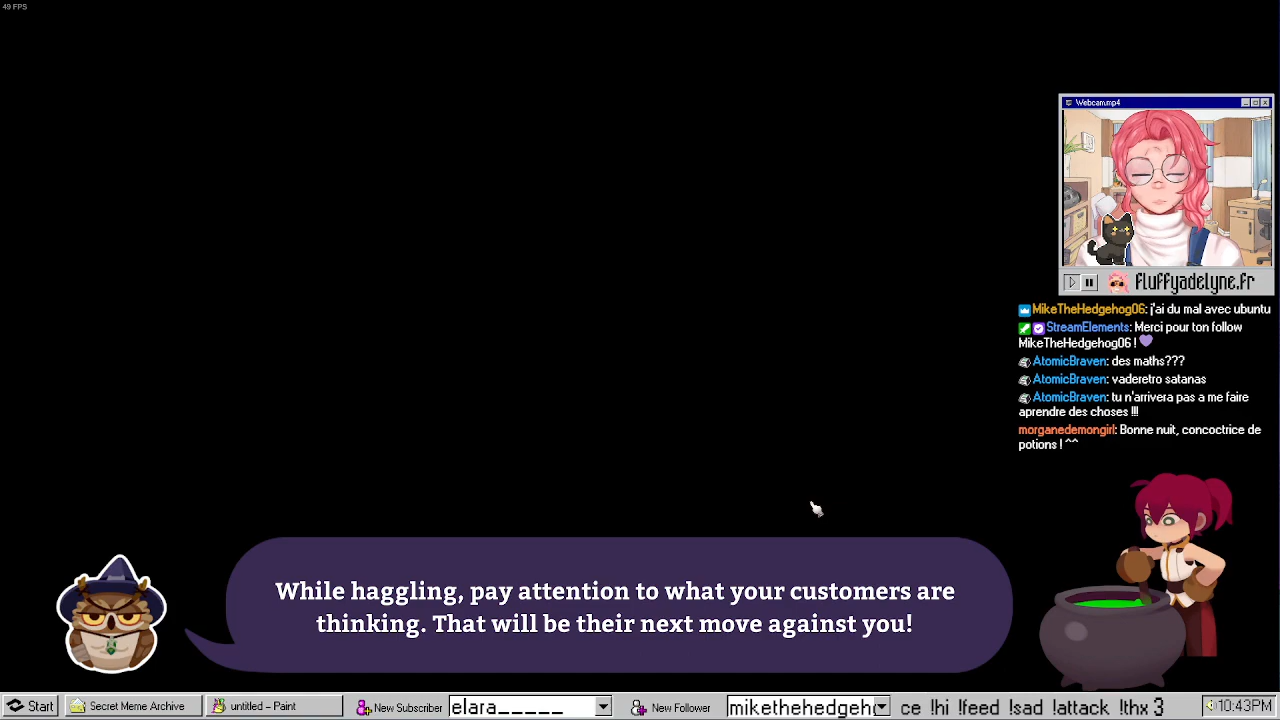 49 FPS
Webcam.mp4
fluffyadelyne.fr
MikeTheHedgehog06: j'ai du mal avec ubuntu
StreamElements: Merci pour ton follow
MikeTheHedgehog06 !
AtomicBraven: des maths???
AtomicBraven: vaderetro satanas
AtomicBraven: tu n'arrivera pas a me faire
aprendre des choses !!!
morganedemongirl: Bonne nuit, concoctrice de
potions ! ^^
While haggling, pay attention to what your customers are
thinking. That will be their next move against you!
Start
Secret Meme Archive
untitled - Paint
New Subscriber
elara_____
New Follower
mikethehedgeh
ce !hi !feed !sad !attack !thx 3
10:43PM